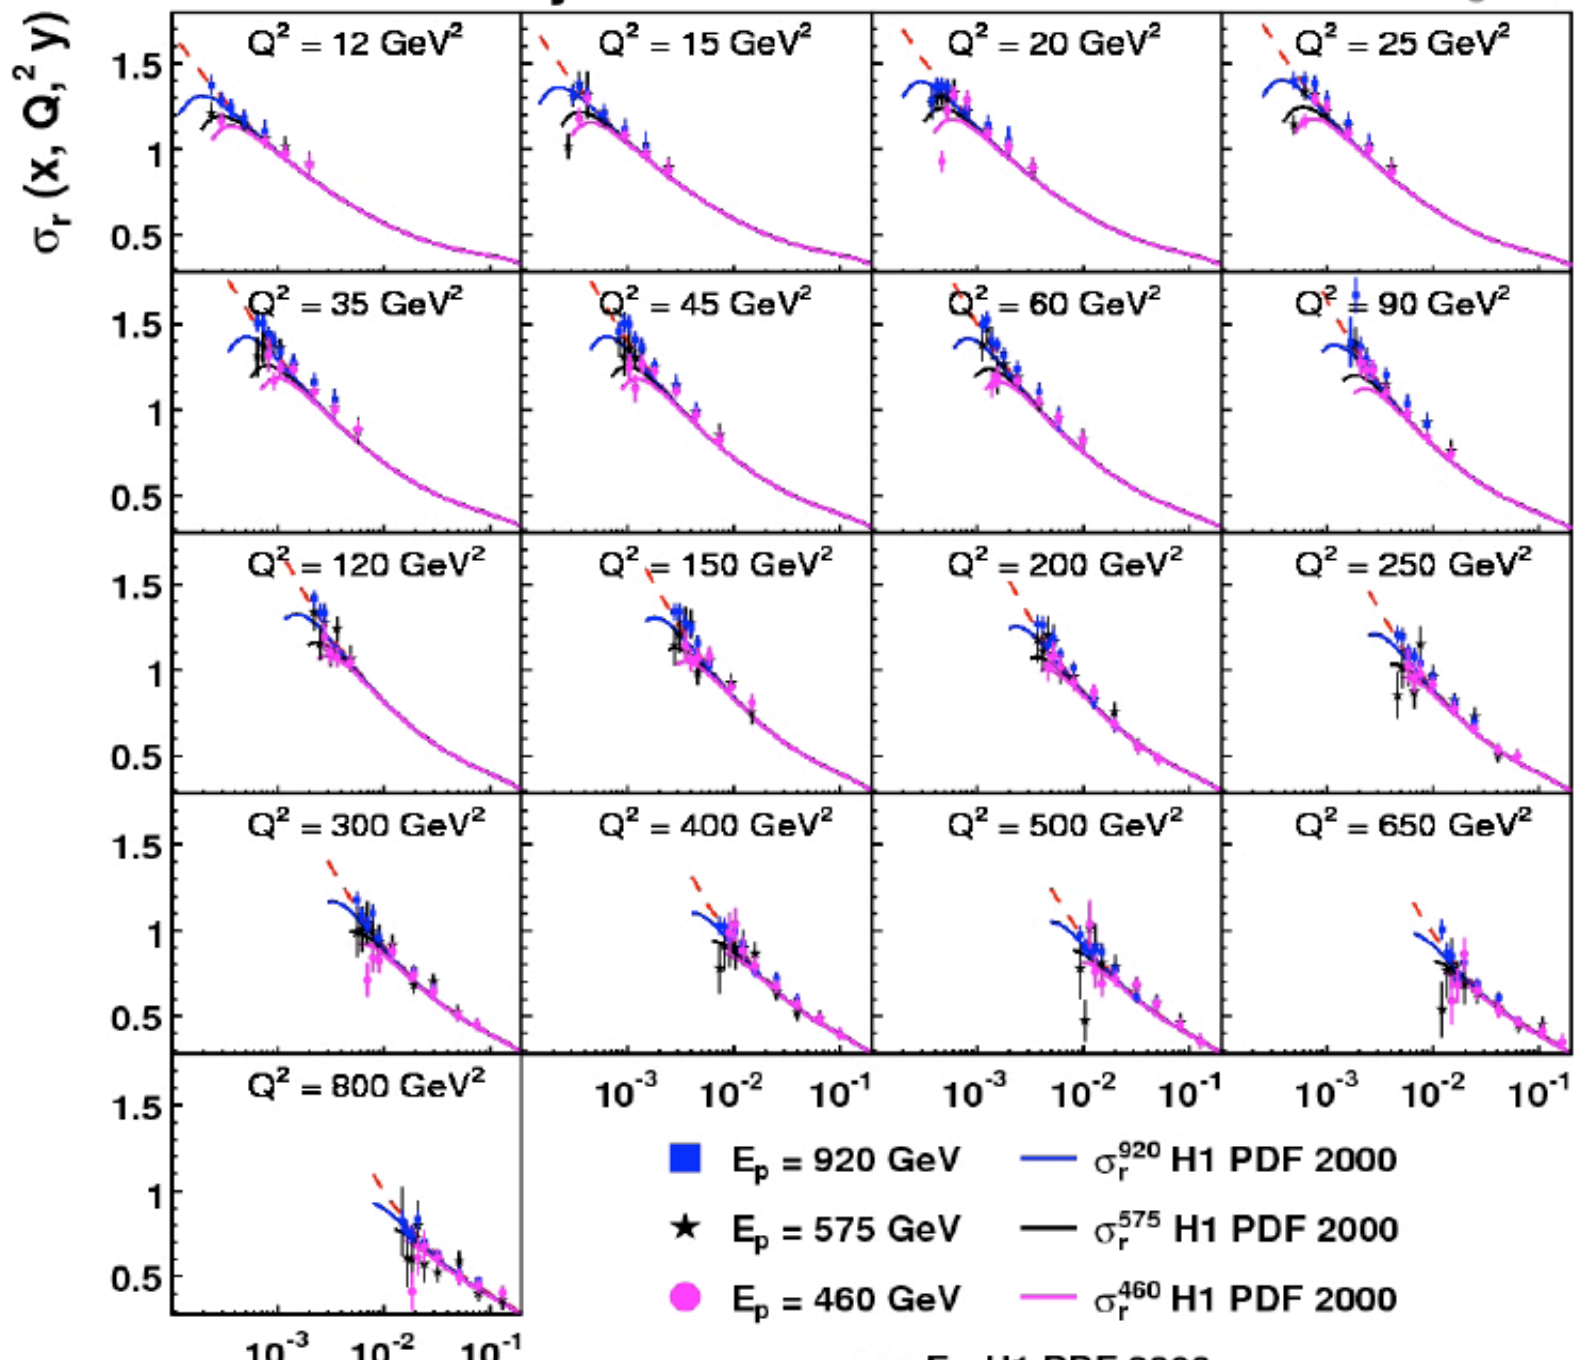 σr (x, Q,² y)
Q² = 12 GeV²
Q² = 15 GeV²
Q² = 20 GeV²
Q² = 25 GeV²
1.5
1
0.5
Q² = 35 GeV²
Q² = 45 GeV²
Q² = 60 GeV²
Q² = 90 GeV²
1.5
1
0.5
Q² = 120 GeV²
Q² = 150 GeV²
Q² = 200 GeV²
Q² = 250 GeV²
1.5
1
0.5
Q² = 300 GeV²
Q² = 400 GeV²
Q² = 500 GeV²
Q² = 650 GeV²
1.5
1
0.5
10⁻³ 10⁻² 10⁻¹
10⁻³ 10⁻² 10⁻¹
10⁻³ 10⁻² 10⁻¹
Q² = 800 GeV²
1.5
1
0.5
10⁻³ 10⁻² 10⁻¹
Ep = 920 GeV
σr⁹²⁰ H1 PDF 2000
Ep = 575 GeV
σr⁵⁷⁵ H1 PDF 2000
Ep = 460 GeV
σr⁴⁶⁰ H1 PDF 2000